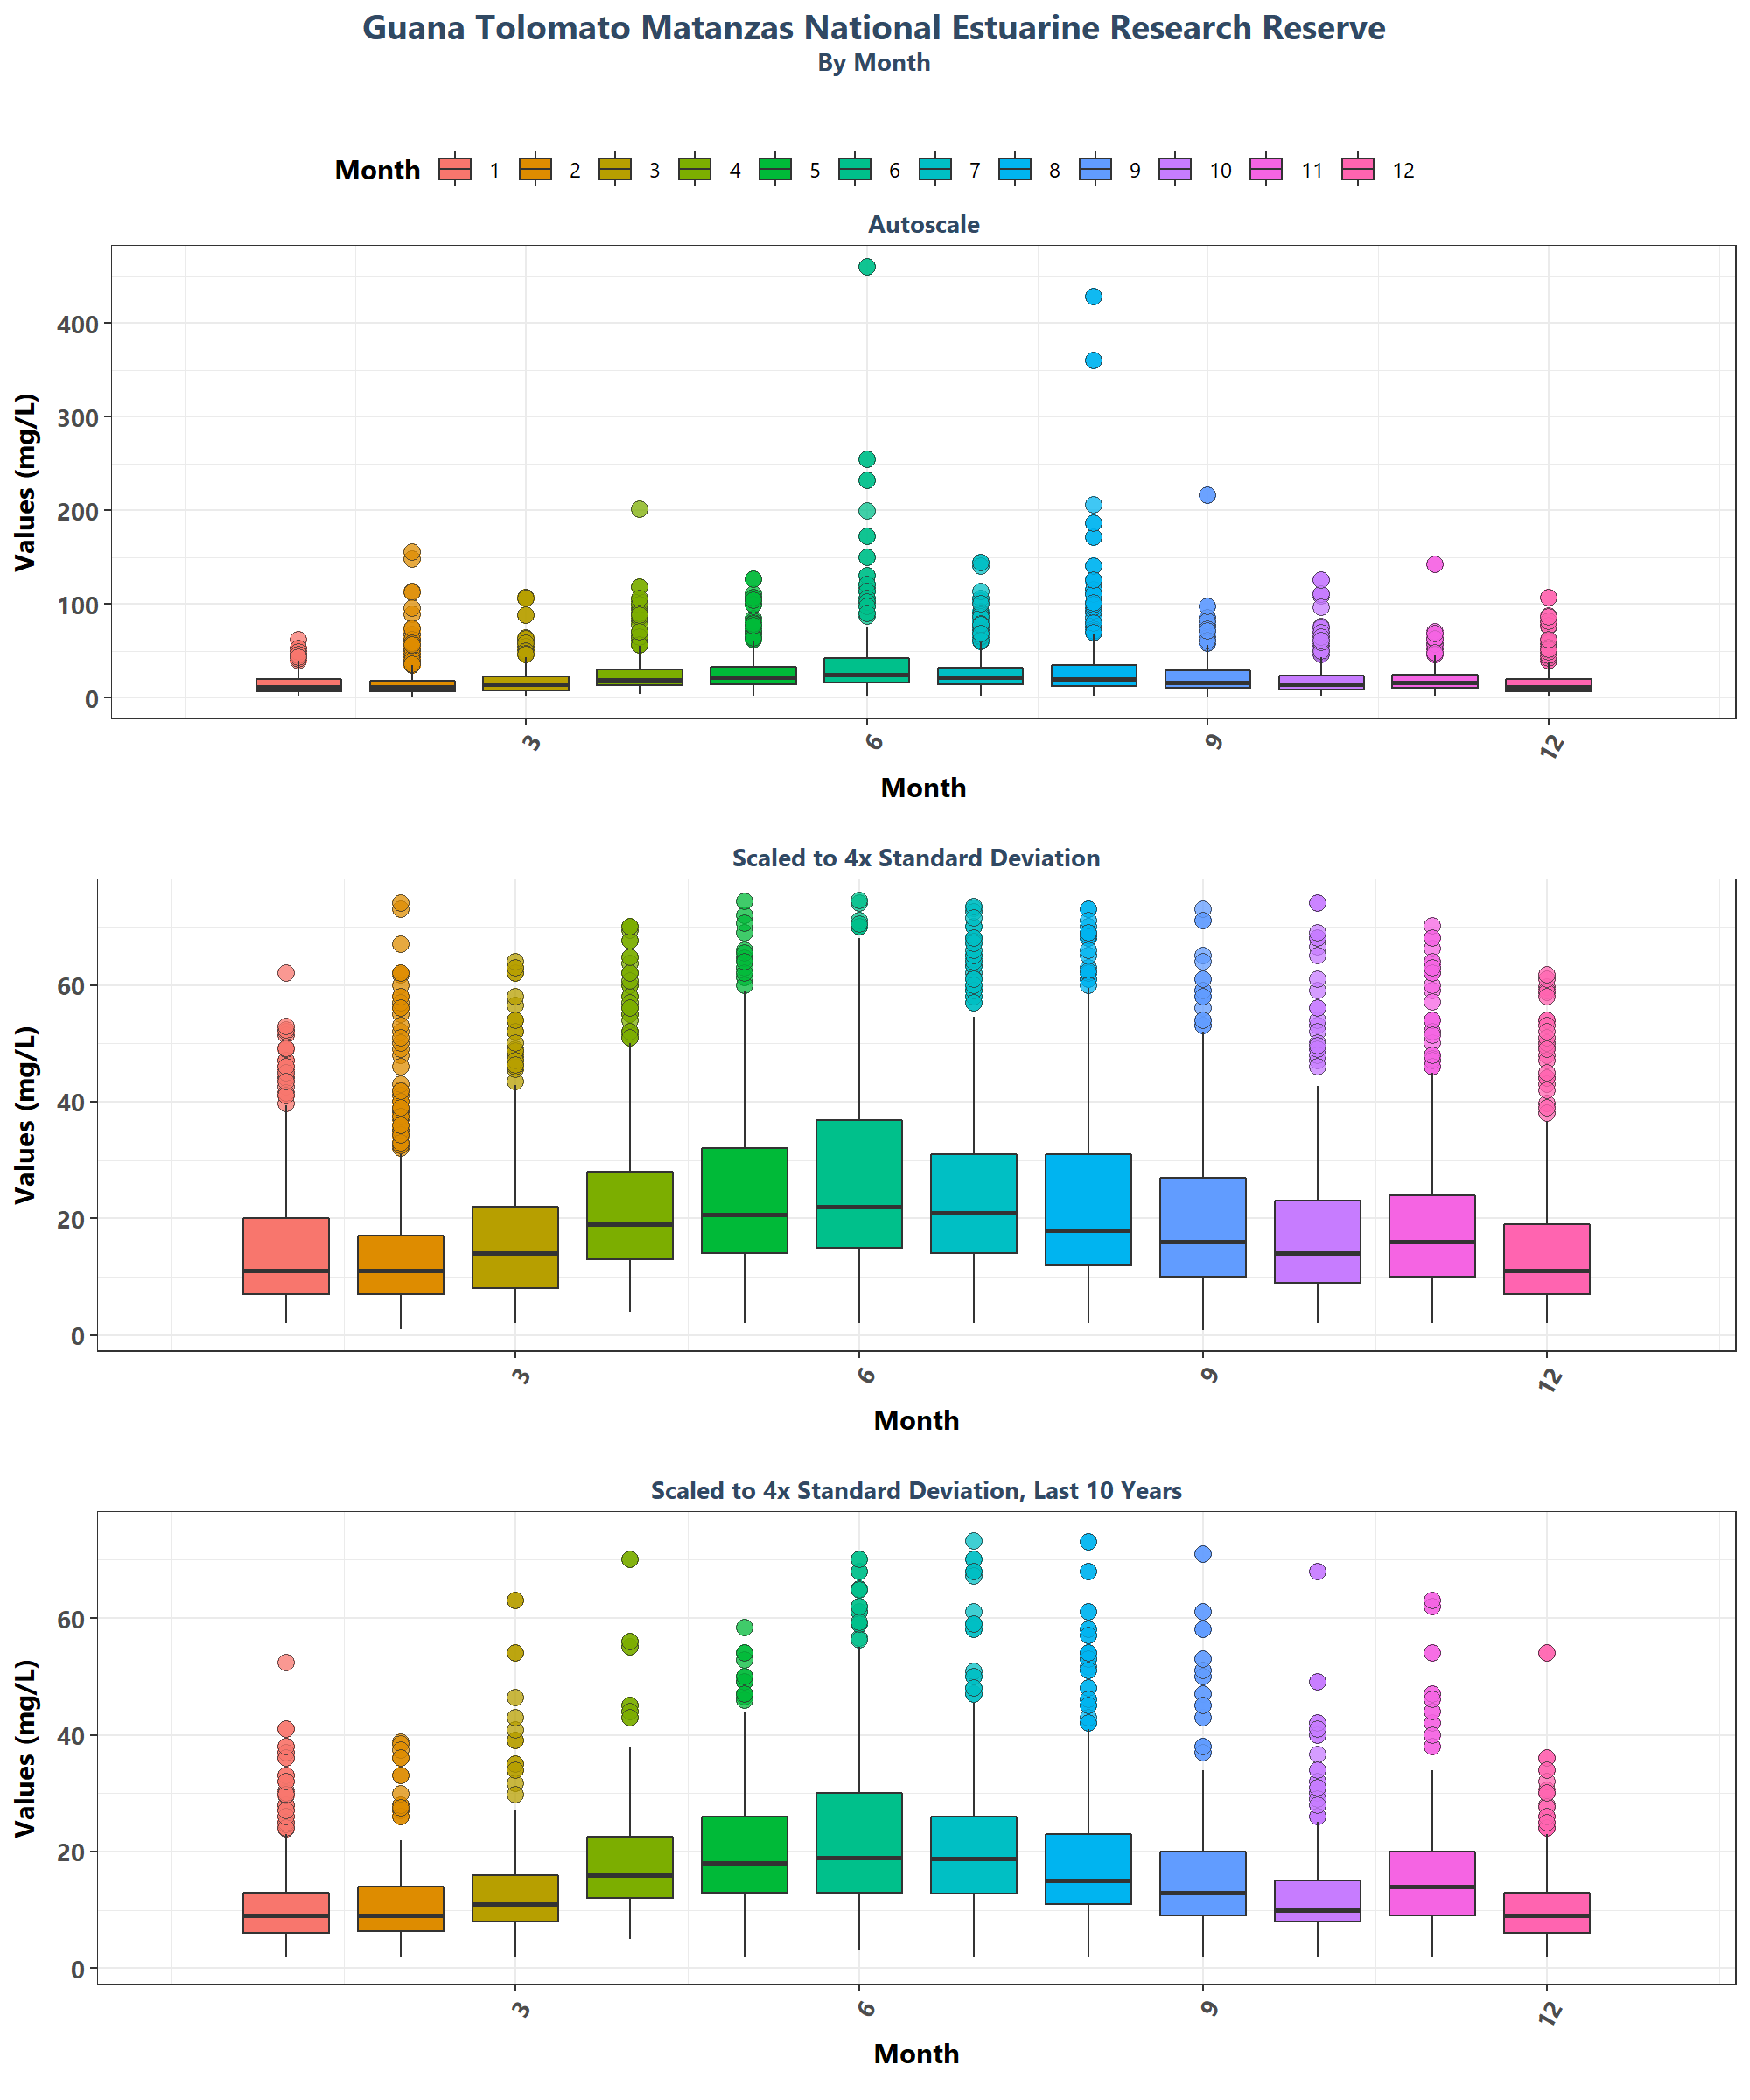 Guana Tolomato Matanzas National Estuarine Research Reserve
By Month
Month 1 2 3 4 5 6 7 8 9 10 11 12
Autoscale
Values (mg/L)
400
300
200
100
0
3 6 9 12
Month
Scaled to 4x Standard Deviation
Values (mg/L)
60
40
20
0
3 6 9 12
Month
Scaled to 4x Standard Deviation, Last 10 Years
Values (mg/L)
60
40
20
0
3 6 9 12
Month